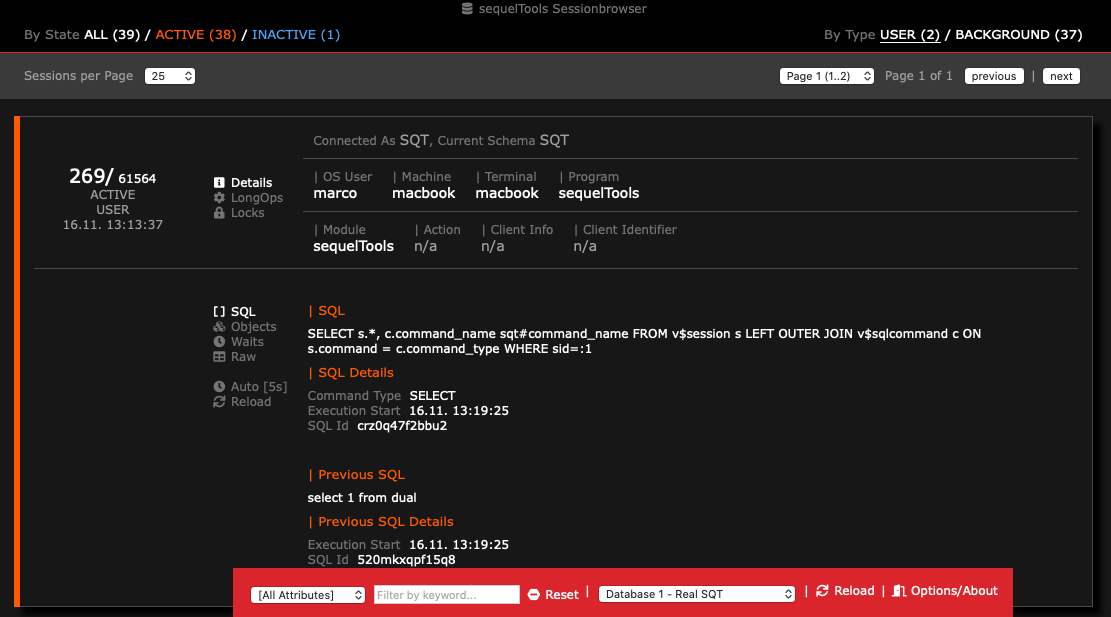 sequelTools Sessionbrowser
By State ALL (39) / ACTIVE (38) / INACTIVE (1)
By Type USER (2) / BACKGROUND (37)
Sessions per Page 25
Page 1 (1..2) Page 1 of 1 previous | next
Connected As SQT, Current Schema SQT
269/ 61564
ACTIVE
USER
16.11. 13:13:37
Details
LongOps
Locks
| OS User | Machine | Terminal | Program
marco macbook macbook sequelTools
| Module | Action | Client Info | Client Identifier
sequelTools n/a n/a n/a
SQL
Objects
Waits
Raw
Auto [5s]
Reload
| SQL
SELECT s.*, c.command_name sqt#command_name FROM v$session s LEFT OUTER JOIN v$sqlcommand c ON
s.command = c.command_type WHERE sid=:1
| SQL Details
Command Type SELECT
Execution Start 16.11. 13:19:25
SQL Id crz0q47f2bbu2
| Previous SQL
select 1 from dual
| Previous SQL Details
Execution Start 16.11. 13:19:25
SQL Id 520mkxqpf15q8
[All Attributes] Filter by keyword... Reset | Database 1 - Real SQT | Reload | Options/About